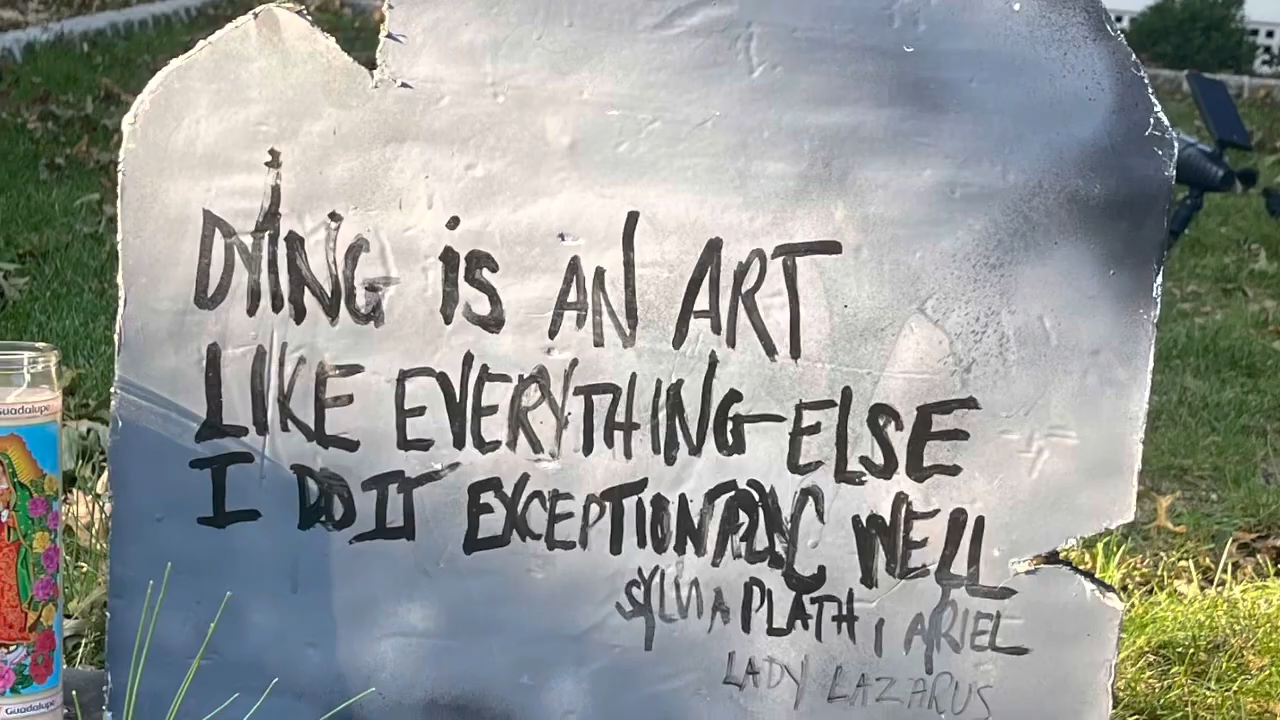 DYING iS AN ART
LIKE EVERYTHING ELSE
I DO IT EXCEPTIONALLY WELL
SYLVIA PLATH, ARIEL
LADY LAZARUS
Guadalupe
Guadalupe